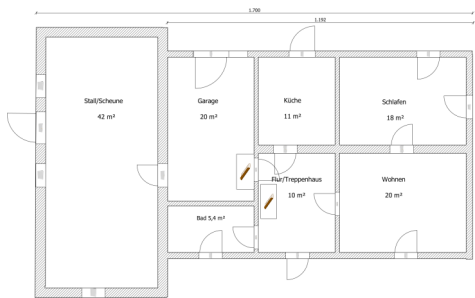 1.700
1.192
Stall/Scheune
42 m²
Garage
20 m²
Küche
11 m²
Schlafen
18 m²
Flur/Treppenhaus
10 m²
Wohnen
20 m²
Bad 5,4 m²